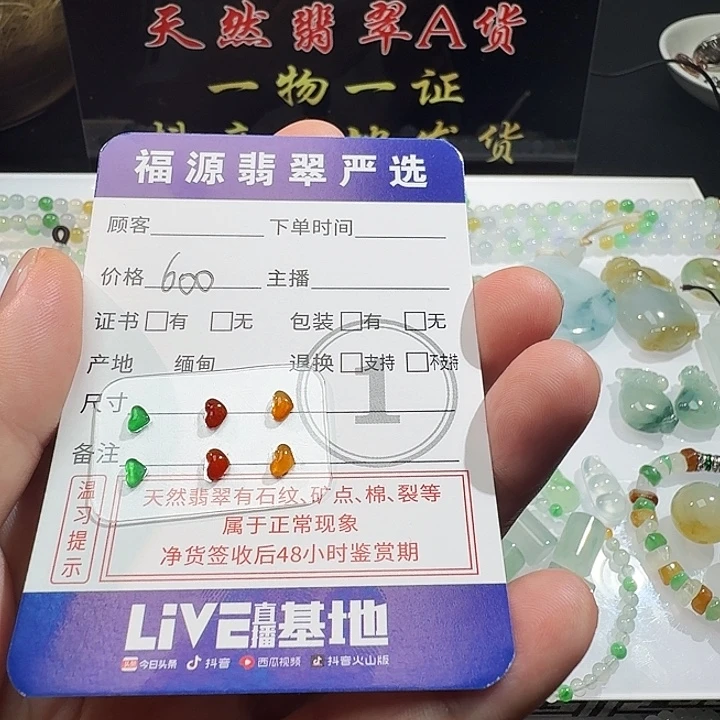 天然翡翠A货
一物一证
福源翡翠严选
顾客 下单时间
价格 600 主播
证书 有 无 包装 有 无
产地 缅甸 退换 支持 不支持
尺寸
1
备注
温习提示
天然翡翠有石纹、矿点、棉、裂等
属于正常现象
净货签收后48小时鉴赏期
LiVE直播基地
今日头条 抖音 西瓜视频 抖音火山版